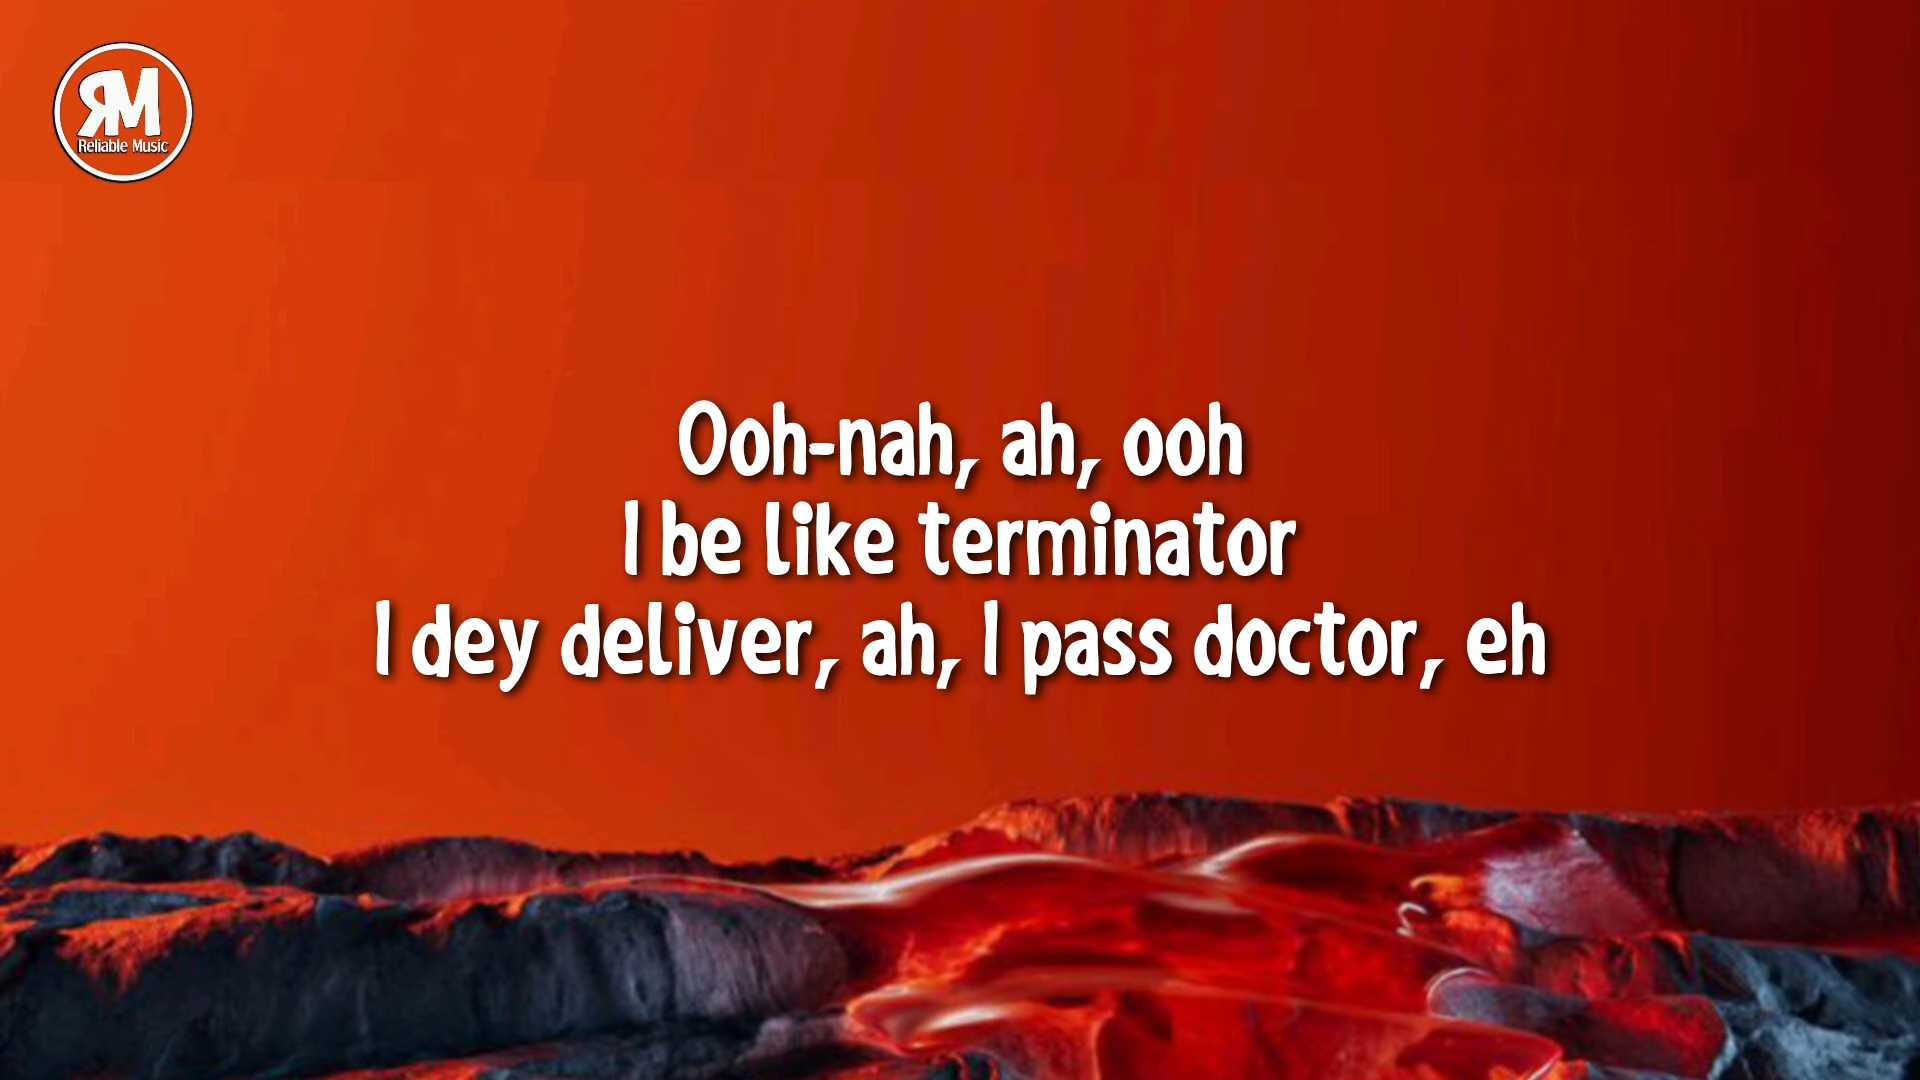 RM
Reliable Music
Ooh-nah, ah, ooh
I be like terminator
I dey deliver, ah, I pass doctor, eh